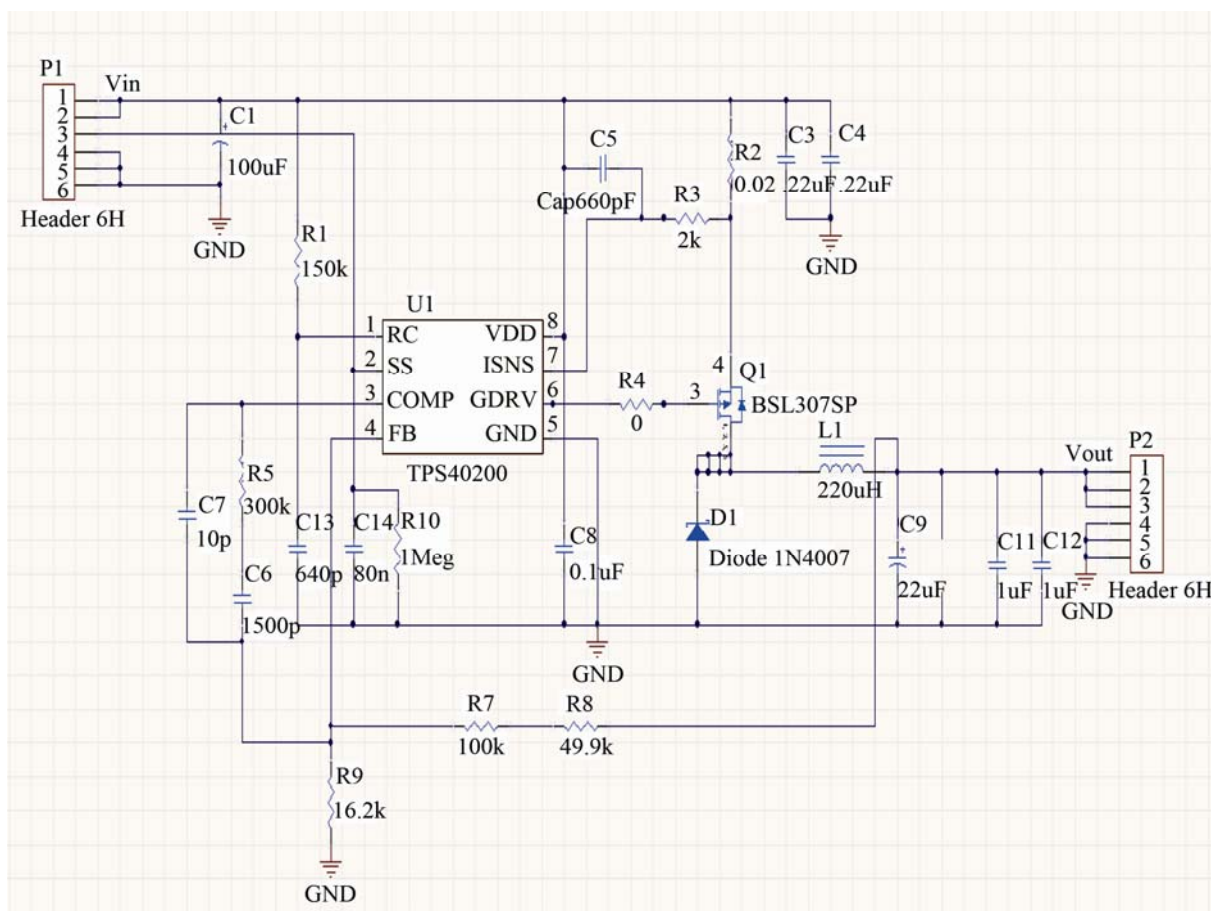 P1
Vin
1
2
3
4
5
6
Header 6H
C1
+
100uF
GND
R1
150k
C5
Cap660pF
R3
2k
R2
0.02
C3
.22uF
C4
.22uF
GND
U1
1
RC
VDD
8
2
SS
ISNS
7
3
COMP
GDRV
6
4
FB
GND
5
TPS40200
R4
0
4
3
Q1
BSL307SP
L1
220uH
Vout
P2
1
2
3
4
5
6
Header 6H
GND
R5
300k
C7
10p
C6
1500p
C13
640p
C14
80n
R10
1Meg
C8
0.1uF
D1
Diode 1N4007
C9
+
22uF
C11
1uF
C12
1uF
GND
R7
100k
R8
49.9k
R9
16.2k
GND